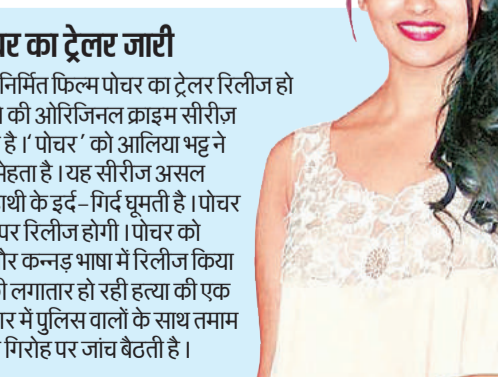 का ट्रेलर जारी
निर्मित फिल्म पोचर का ट्रेलर रिलीज हो
की ओरिजिनल क्राइम सीरीज़
है ।‘ पोचर ’ को आलिया भट्ट ने
मेहता है । यह सीरीज असल
के इर्द-गिर्द घूमती है । पोचर
पर रिलीज होगी । पोचर को
और कन्नड़ भाषा में रिलीज किया
लगातार हो रही हत्या की एक
में पुलिस वालों के साथ तमाम
गिरोह पर जांच बैठती है ।